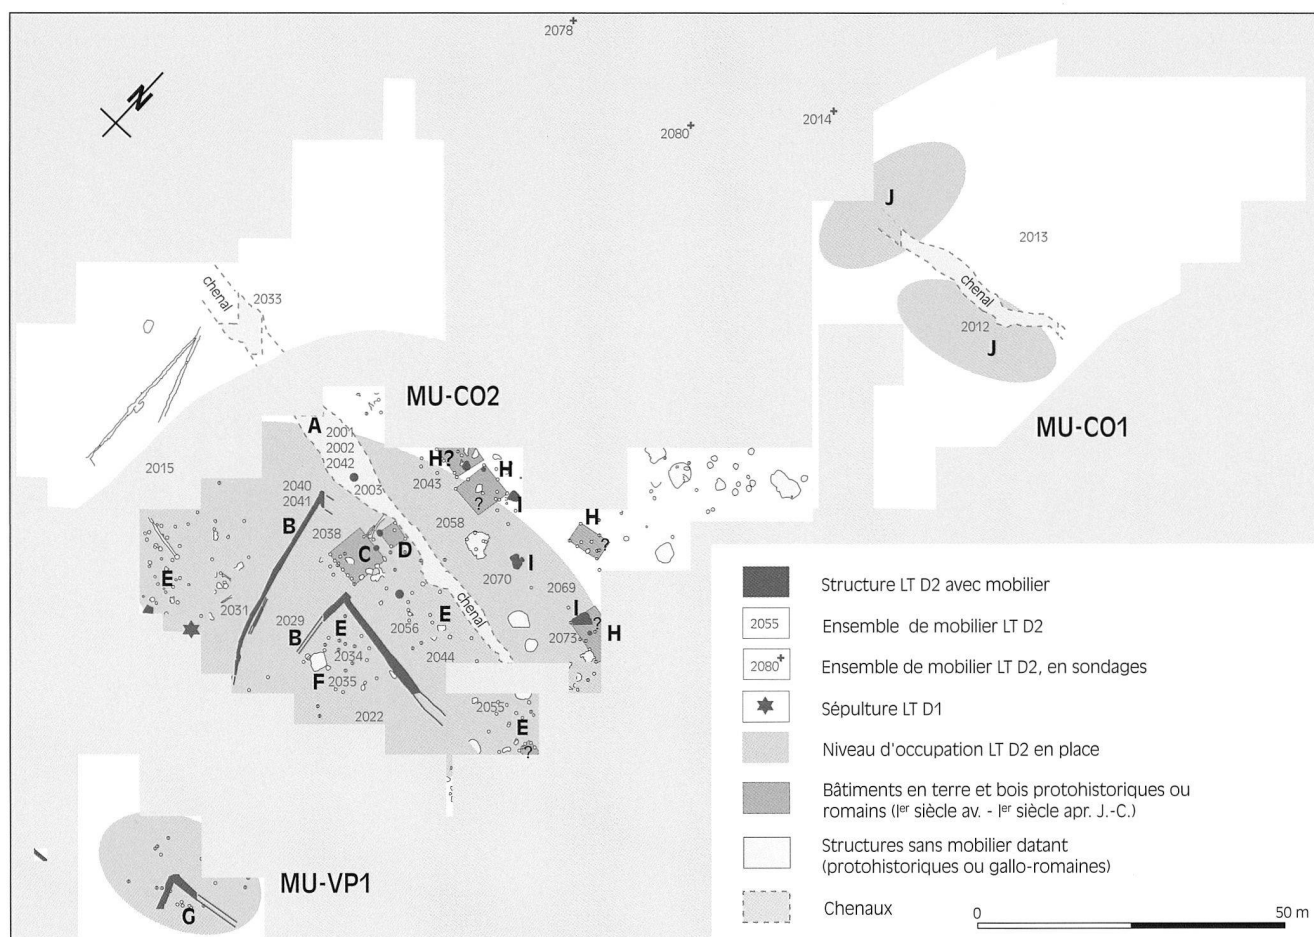 2078
N
2080
2014
J
2013
chenal
2033
chenal
2012
J
MU-CO2
MU-CO1
A
2001
2002
2042
2003
2015
H?
H
2043
?
I
2040
2041
B
2038
2058
H
?
C
D
I
2070
E
2069
2031
2029
B
E
E
2056
chenal
I
?
2073
H
2034
2044
F
2035
2022
2055
E
?
MU-VP1
G
Structure LT D2 avec mobilier
2055
Ensemble de mobilier LT D2
2080
Ensemble de mobilier LT D2, en sondages
Sépulture LT D1
Niveau d'occupation LT D2 en place
Bâtiments en terre et bois protohistoriques ou
romains (Ier siècle av. - Ier siècle apr. J.-C.)
Structures sans mobilier datant
(protohistoriques ou gallo-romaines)
Chenaux
0
50 m